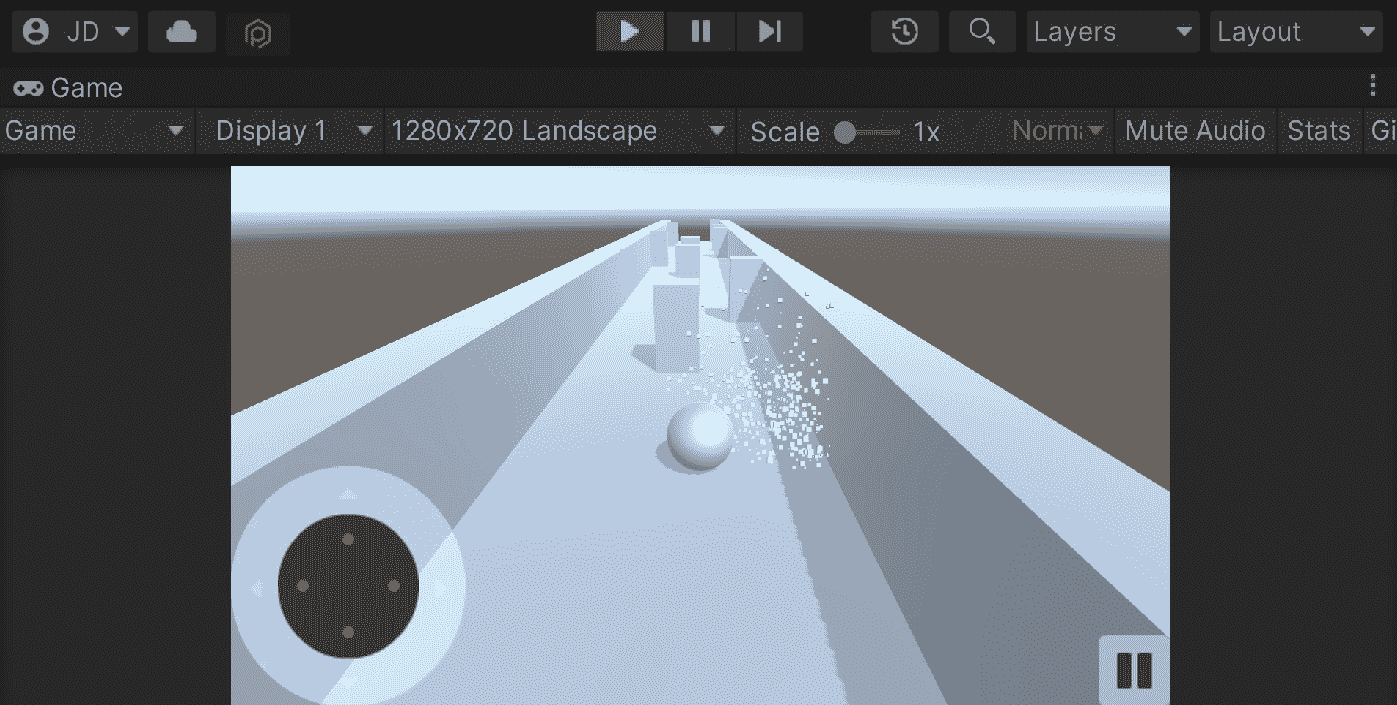 JD Layers Layout
Game
Game Display 1 1280x720 Landscape Scale 1x Norm Mute Audio Stats Gi